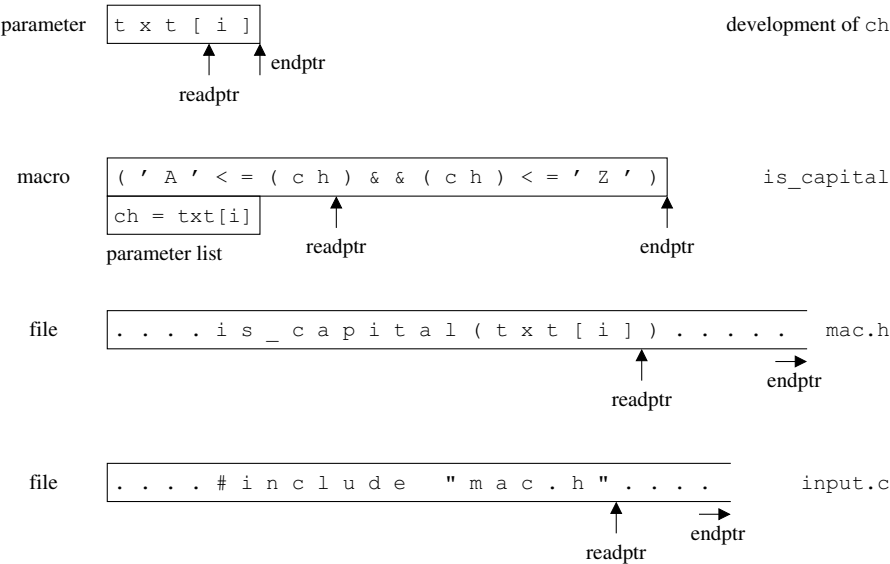 parameter t x t [ i ] development of ch
endptr
readptr
macro ( ' A ' < = ( c h ) & & ( c h ) < = ' Z ' ) is_capital
ch = txt[i]
parameter list readptr endptr
file . . . . i s _ c a p i t a l ( t x t [ i ] ) . . . . . mac.h
endptr
readptr
file . . . . # i n c l u d e " m a c . h " . . . . input.c
endptr
readptr